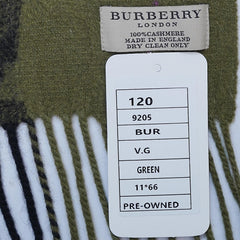 BURBERRY
LONDON
100%CASHMERE
MADE IN ENGLAND
DRY CLEAN ONLY
120
9205
BUR
V.G
GREEN
11*66
PRE-OWNED